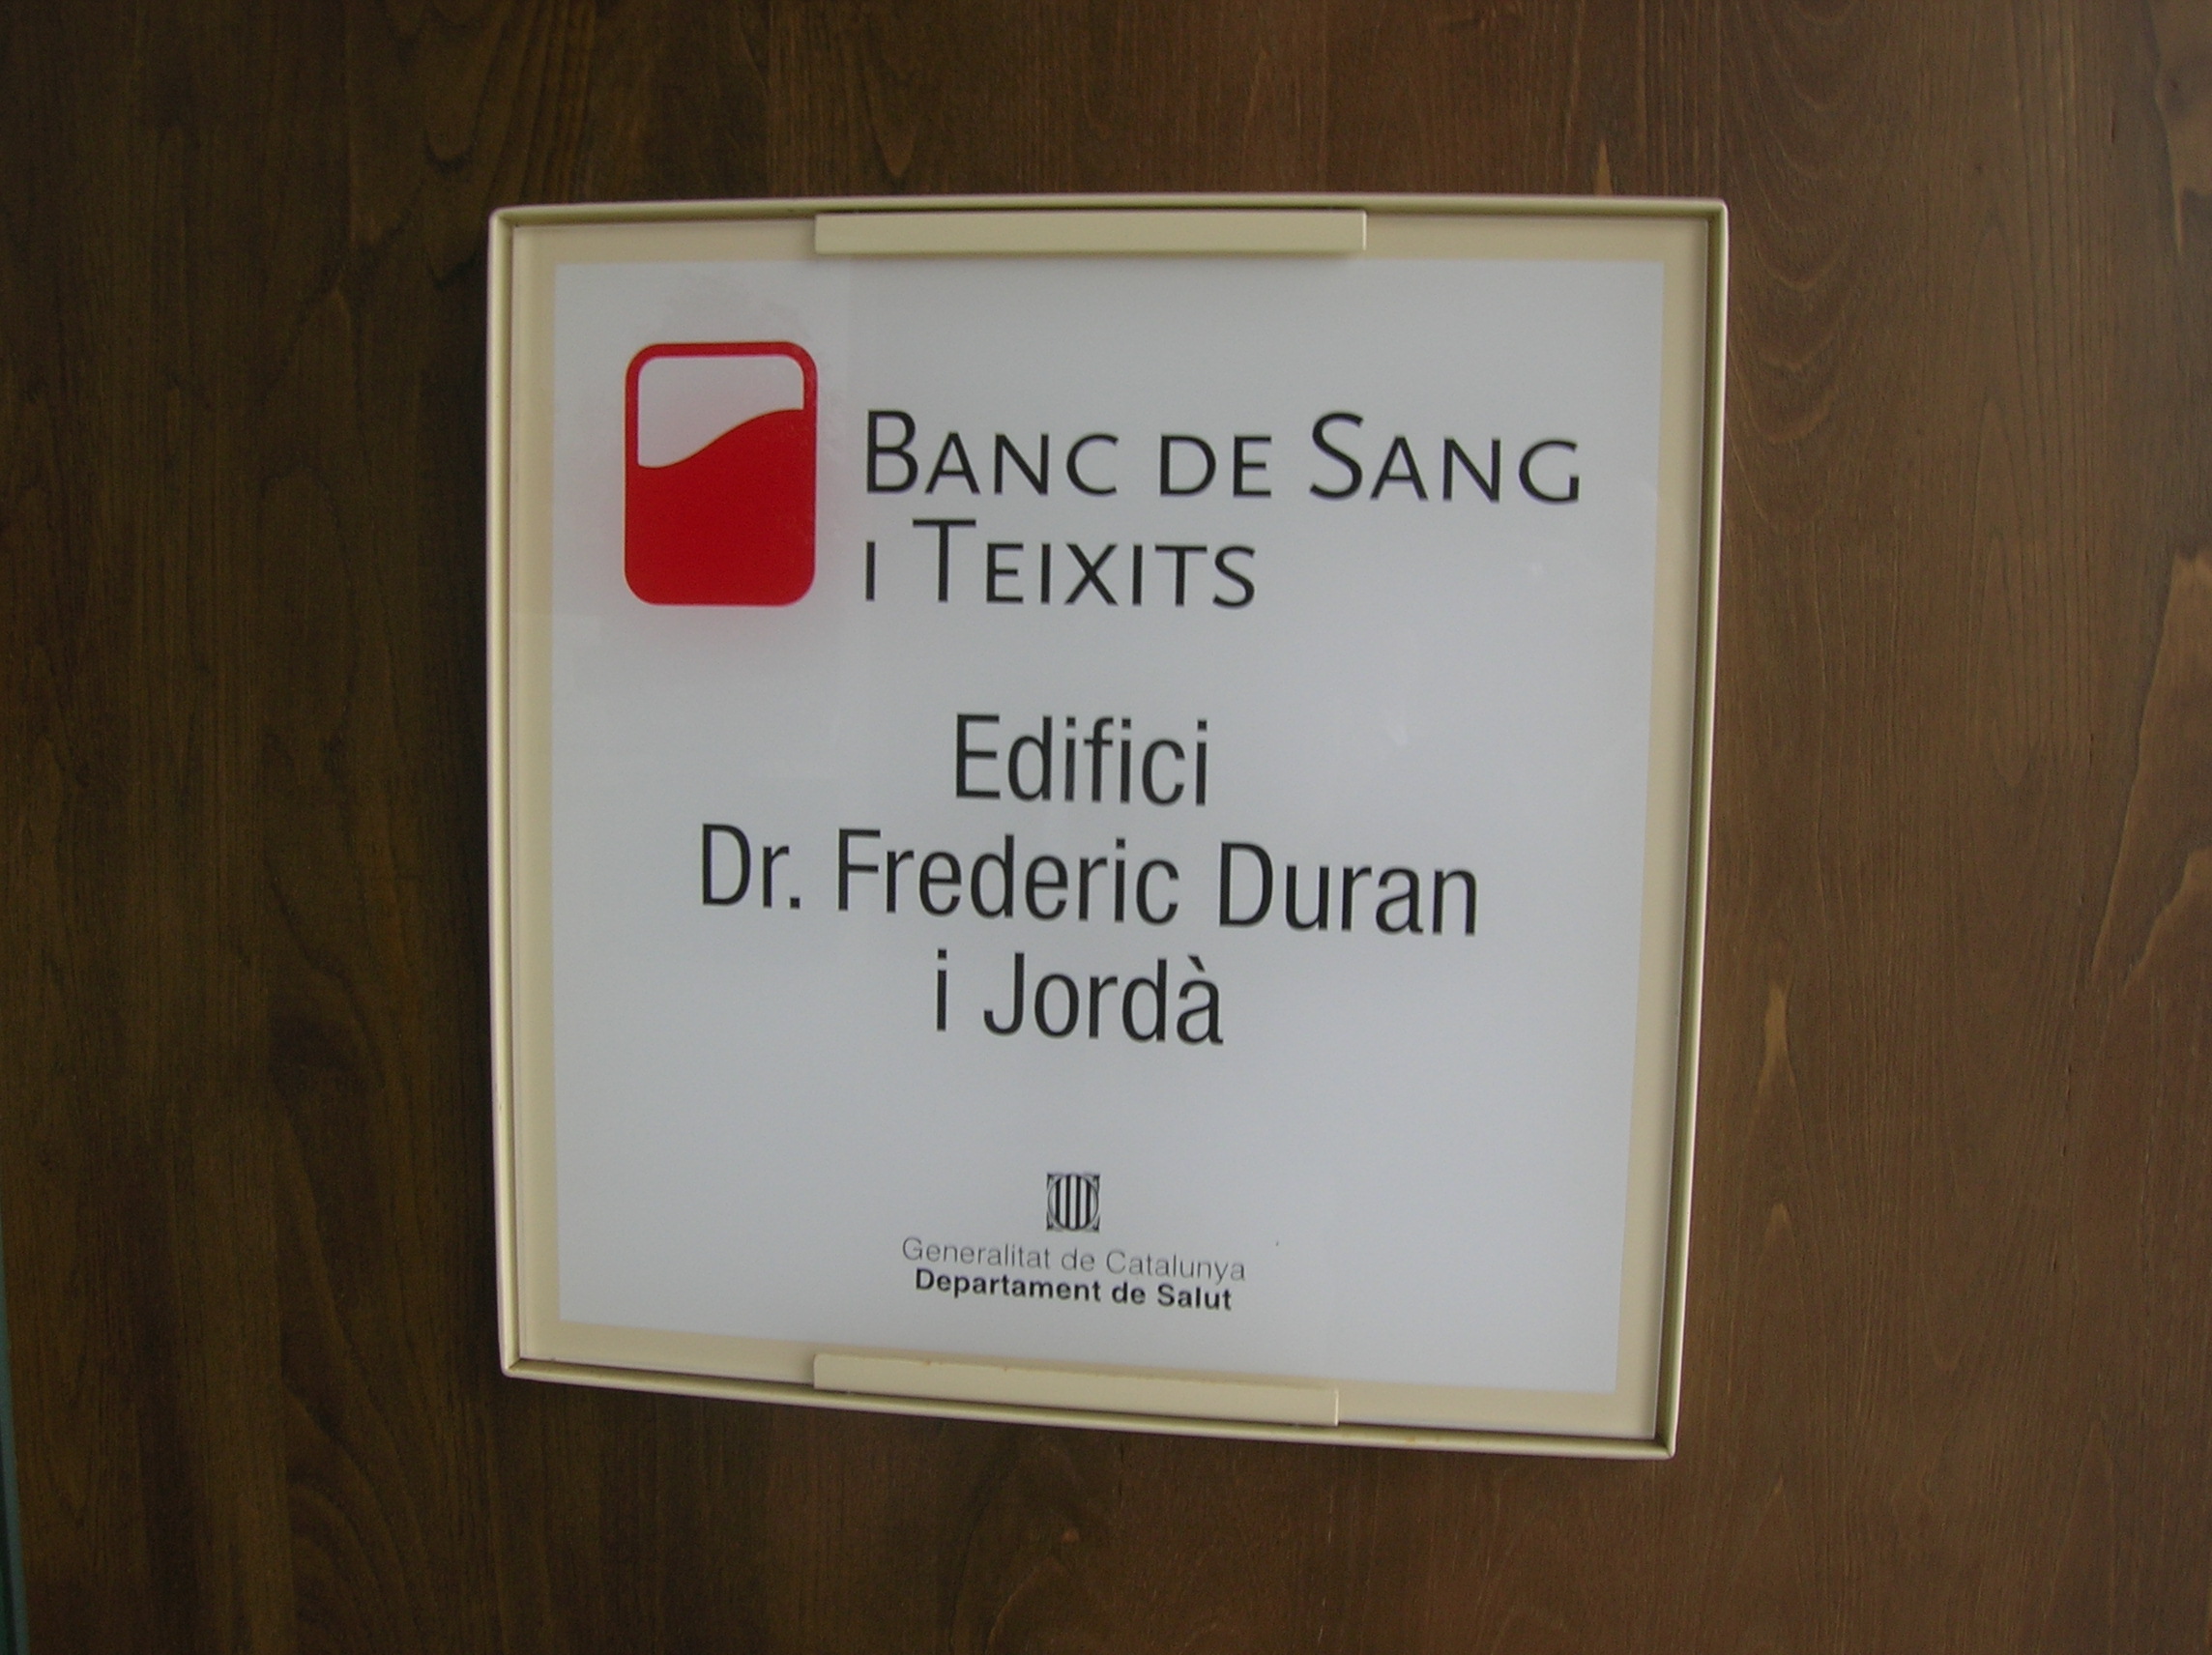 BANC DE SANG
I TEIXITS
Edifici
Dr. Frederic Duran
i Jordà
Generalitat de Catalunya
Departament de Salut